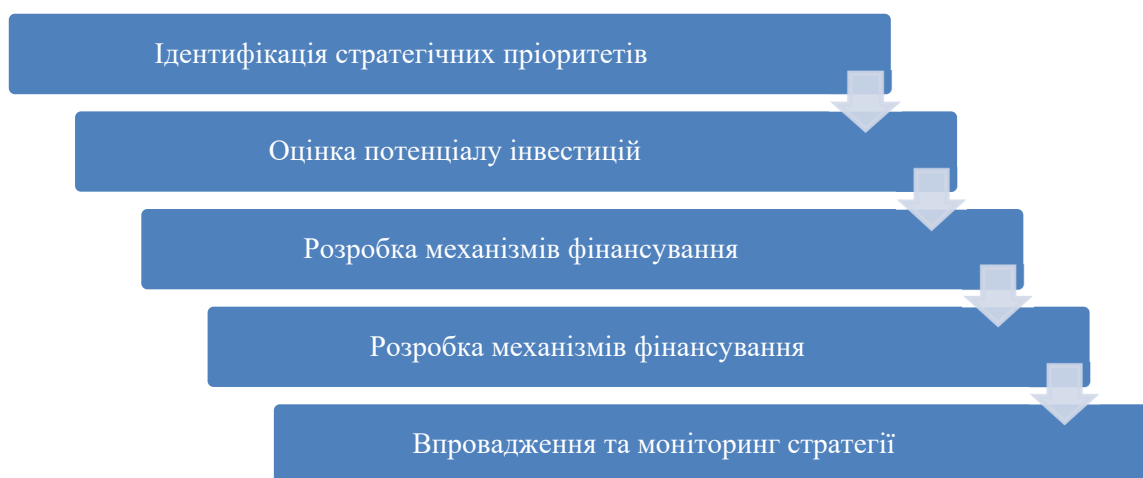 Ідентифікація стратегічних пріоритетів
Оцінка потенціалу інвестицій
Розробка механізмів фінансування
Розробка механізмів фінансування
Впровадження та моніторинг стратегії